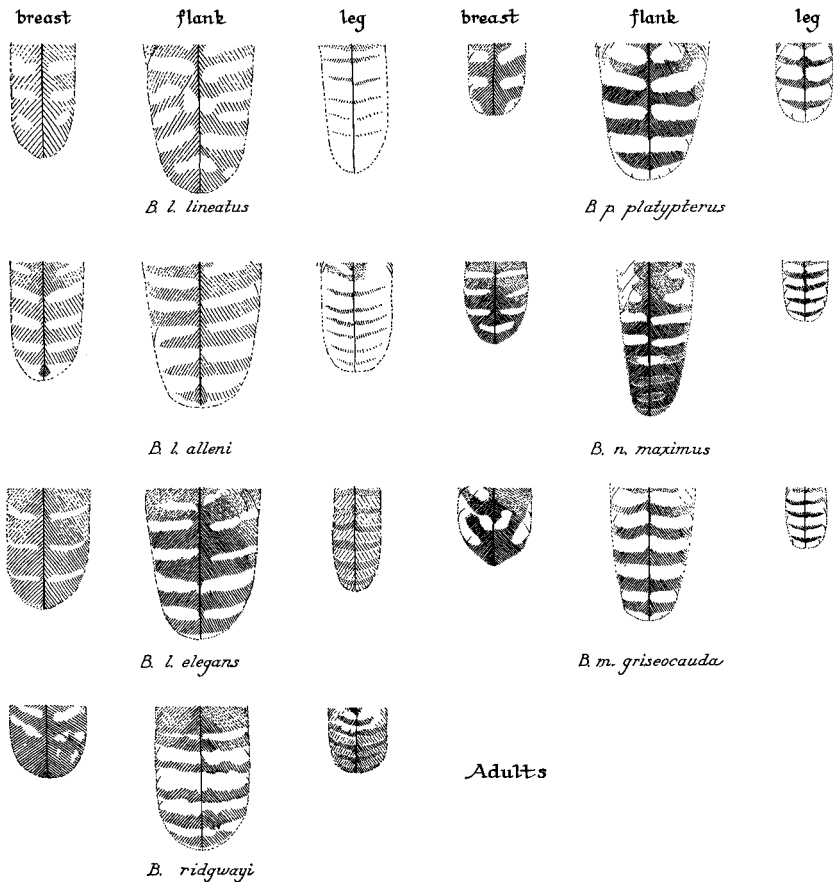 breast flank leg breast flank leg
B. l. lineatus B. p. platypterus
B. l. alleni B. n. maximus
B. l. elegans B. m. griseocauda
Adults
B. ridgwayi